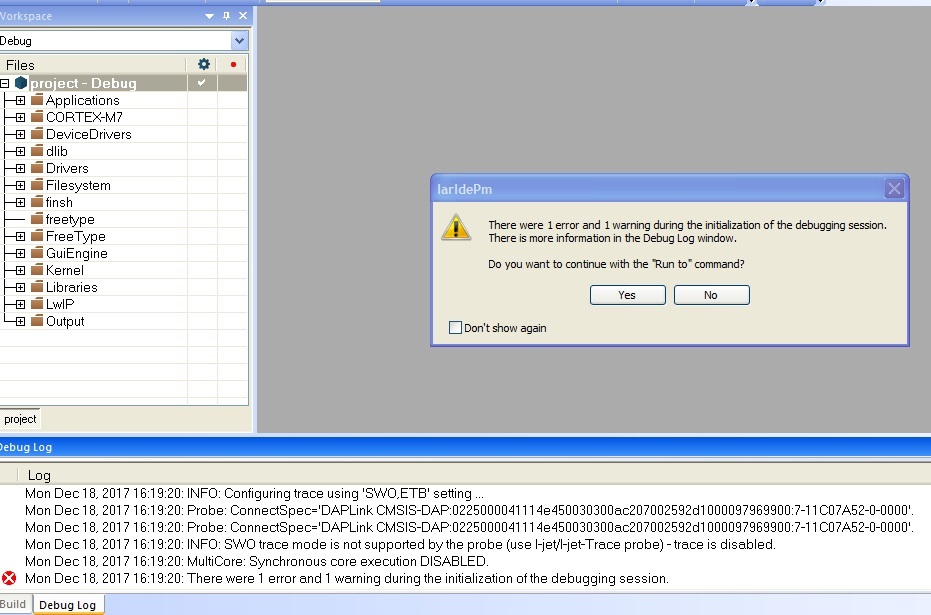 Workspace
Debug
Files
project - Debug
Applications
CORTEX-M7
DeviceDrivers
dlib
Drivers
Filesystem
finsh
freetype
FreeType
GuiEngine
Kernel
Libraries
LwIP
Output
project
IarIdePm
There were 1 error and 1 warning during the initialization of the debugging session.
There is more information in the Debug Log window.
Do you want to continue with the "Run to" command?
Yes
No
Don't show again
Debug Log
Log
Mon Dec 18, 2017 16:19:20: INFO: Configuring trace using 'SWO,ETB' setting ...
Mon Dec 18, 2017 16:19:20: Probe: ConnectSpec='DAPLink CMSIS-DAP:0225000041114e450030300ac207002592d1000097969900:7-11C07A52-0-0000'.
Mon Dec 18, 2017 16:19:20: Probe: ConnectSpec='DAPLink CMSIS-DAP:0225000041114e450030300ac207002592d1000097969900:7-11C07A52-0-0000'.
Mon Dec 18, 2017 16:19:20: INFO: SWO trace mode is not supported by the probe (use I-jet/I-jet-Trace probe) - trace is disabled.
Mon Dec 18, 2017 16:19:20: MultiCore: Synchronous core execution DISABLED.
Mon Dec 18, 2017 16:19:20: There were 1 error and 1 warning during the initialization of the debugging session.
Build
Debug Log